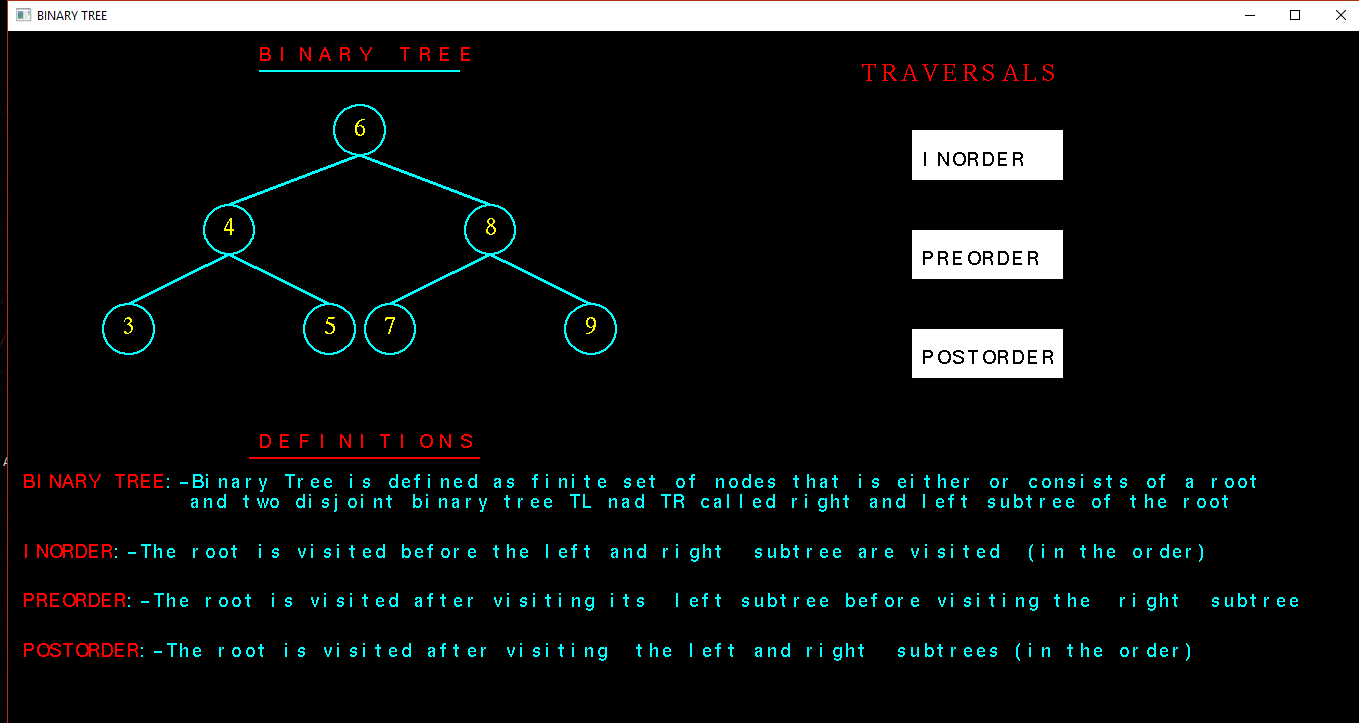 BINARY TREE
BINARY TREE
TRAVERSALS
6
INORDER
4
8
PREORDER
3
5
7
9
POSTORDER
DEFINITIONS
BINARY TREE: -Binary Tree is defined as finite set of nodes that is either or consists of a root
and two disjoint binary tree TL nad TR called right and left subtree of the root
INORDER: -The root is visited before the left and right subtree are visited (in the order)
PREORDER: -The root is visited after visiting its left subtree before visiting the right subtree
POSTORDER: -The root is visited after visiting the left and right subtrees (in the order)